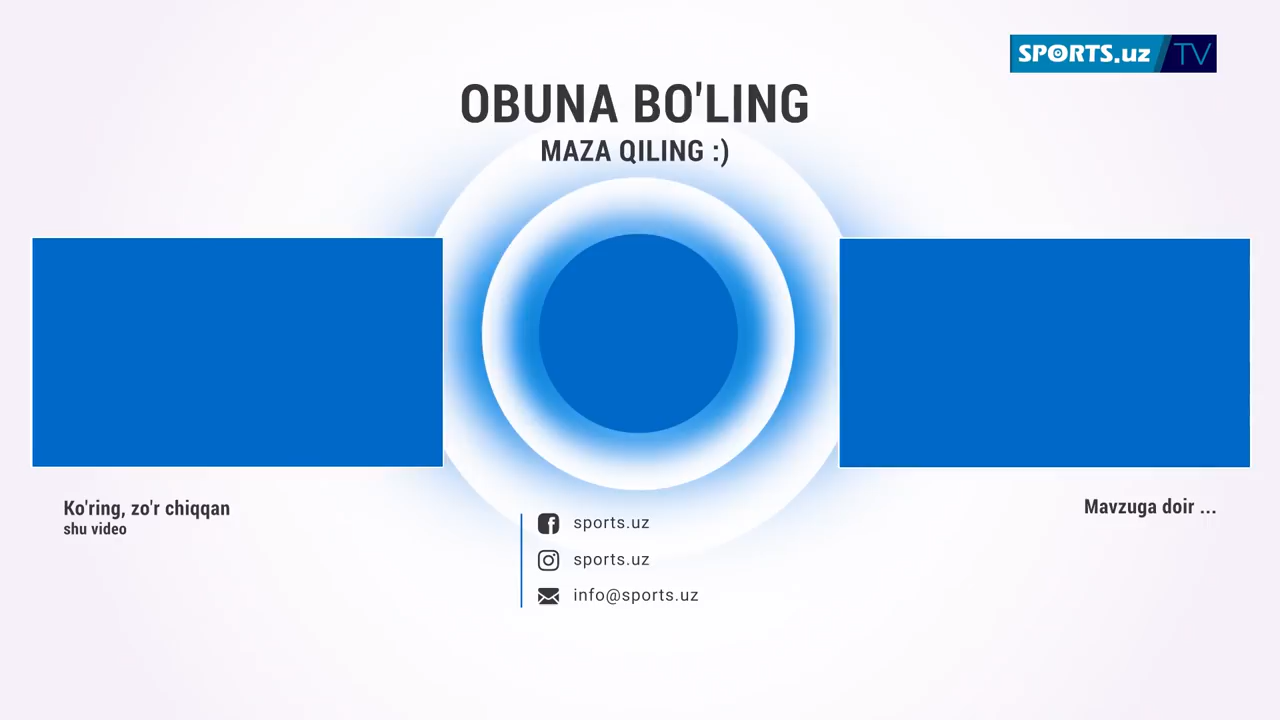 SPORTS.uz TV
OBUNA BO'LING
MAZA QILING :)
Ko'ring, zo'r chiqqan
shu video
Mavzuga doir ...
sports.uz
sports.uz
info@sports.uz